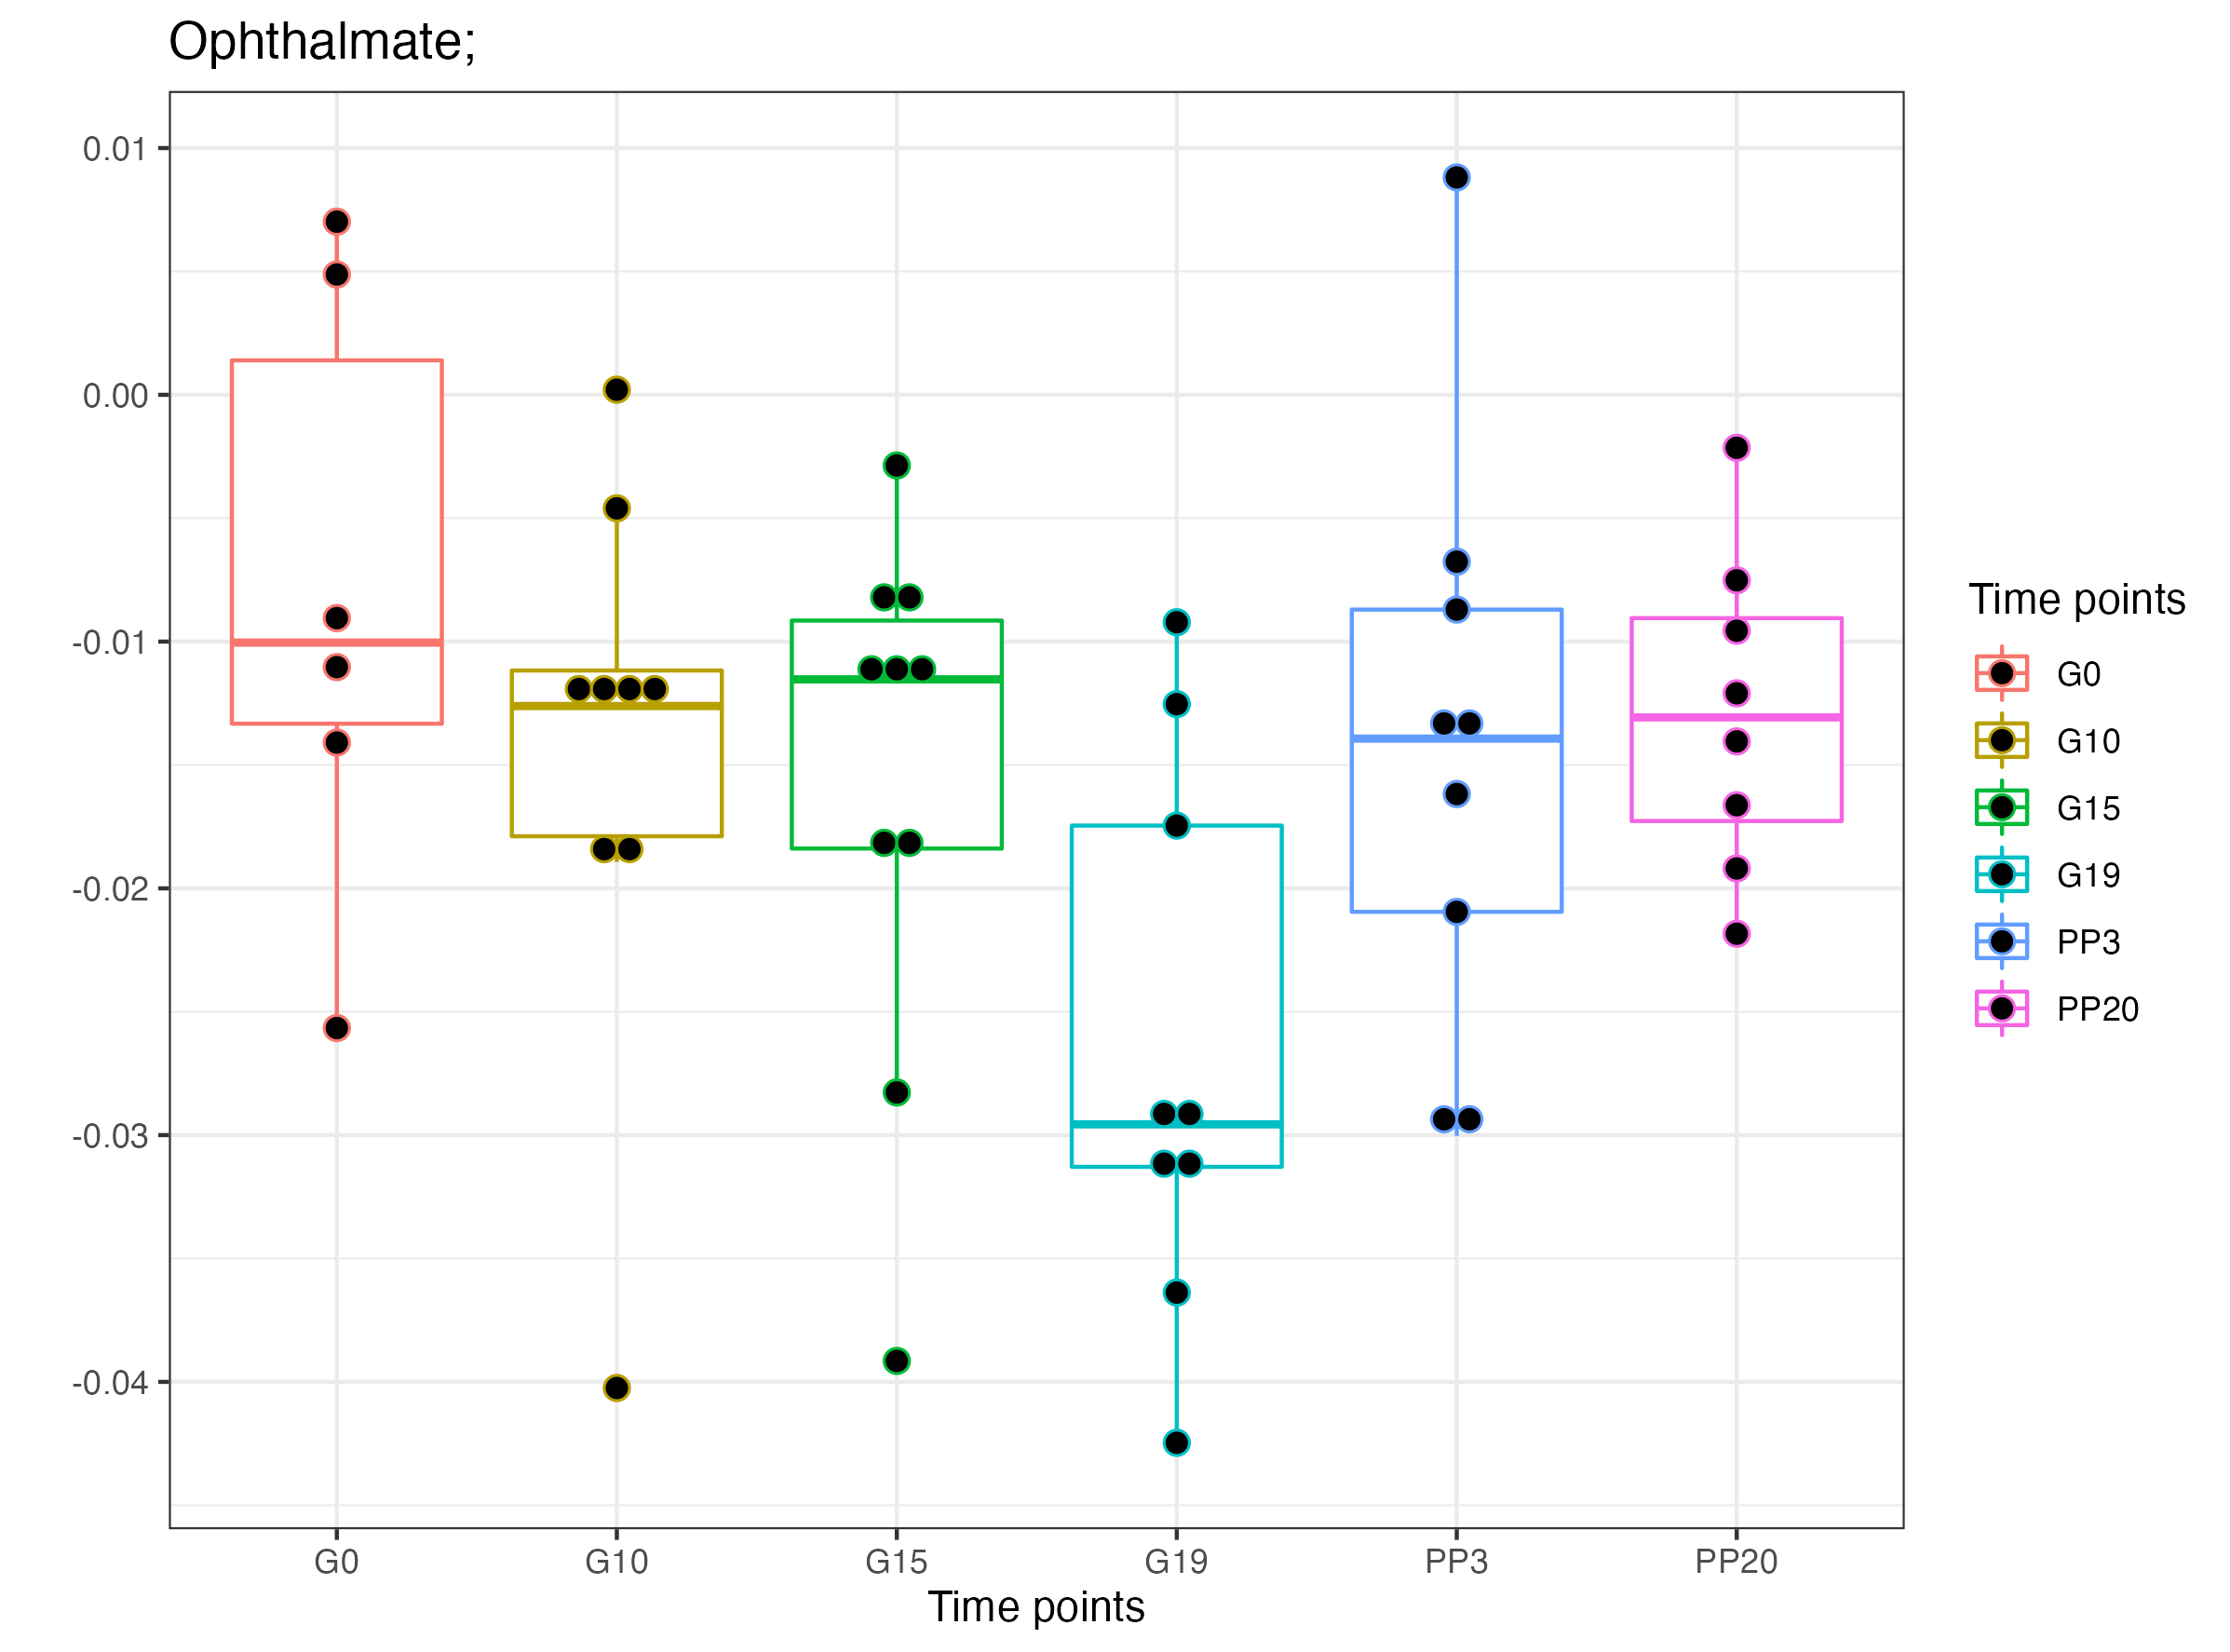 Ophthalmate;
0.01
0.00
-0.01
-0.02
-0.03
-0.04
G0 G10 G15 G19 PP3 PP20
Time points
Time points
G0
G10
G15
G19
PP3
PP20